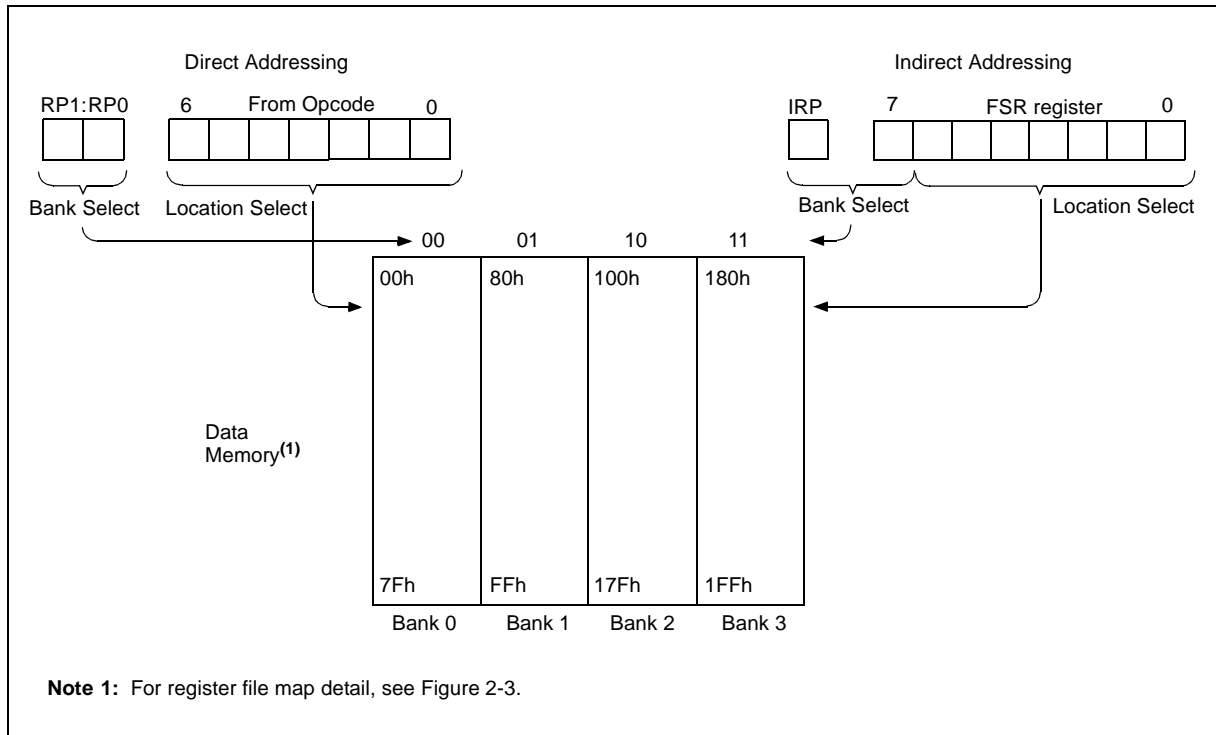 Direct Addressing
Indirect Addressing
RP1:RP0 6 From Opcode 0
IRP 7 FSR register 0
Bank Select Location Select
Bank Select Location Select
00 01 10 11
00h 80h 100h 180h
Data
Memory(1)
7Fh FFh 17Fh 1FFh
Bank 0 Bank 1 Bank 2 Bank 3
Note 1: For register file map detail, see Figure 2-3.